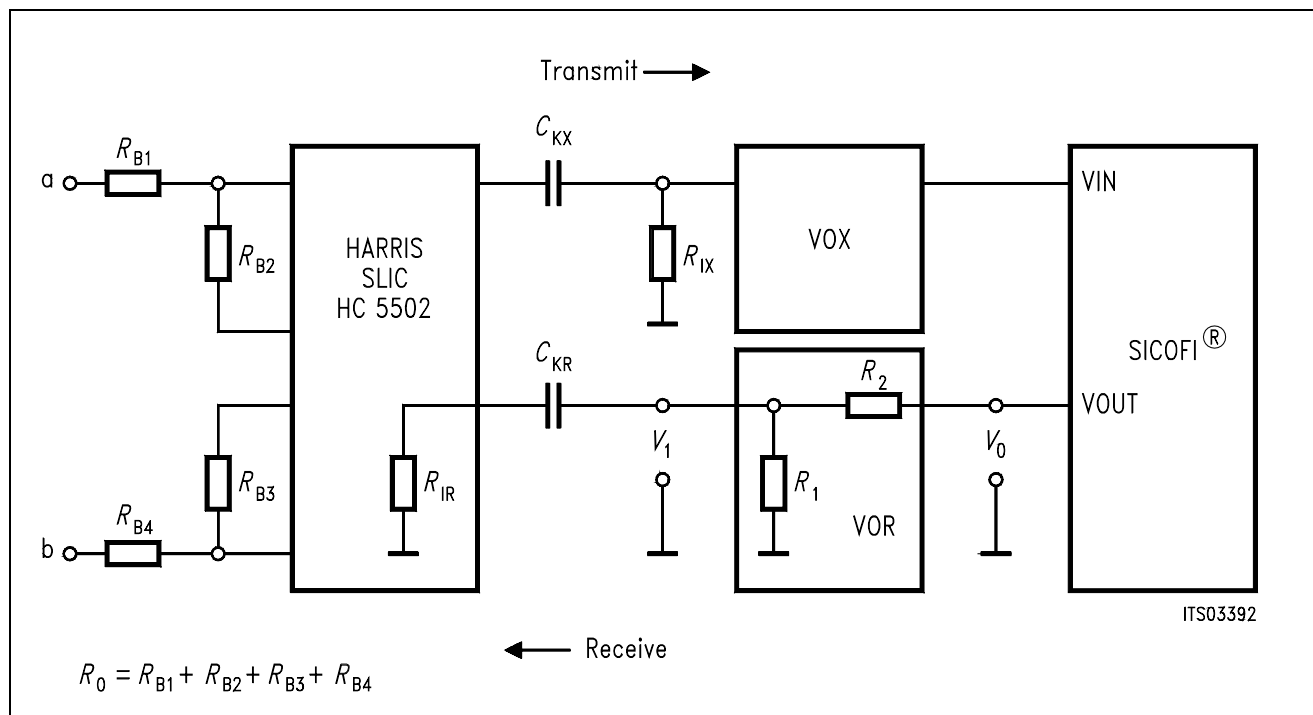 Transmit
C_KX
R_B1
a
VIN
R_B2
HARRIS
SLIC
HC 5502
R_IX
VOX
SICOFI®
C_KR
R_2
VOUT
V_1
V_0
R_B3
R_IR
R_1
R_B4
VOR
b
ITS03392
Receive
R_0 = R_B1 + R_B2 + R_B3 + R_B4